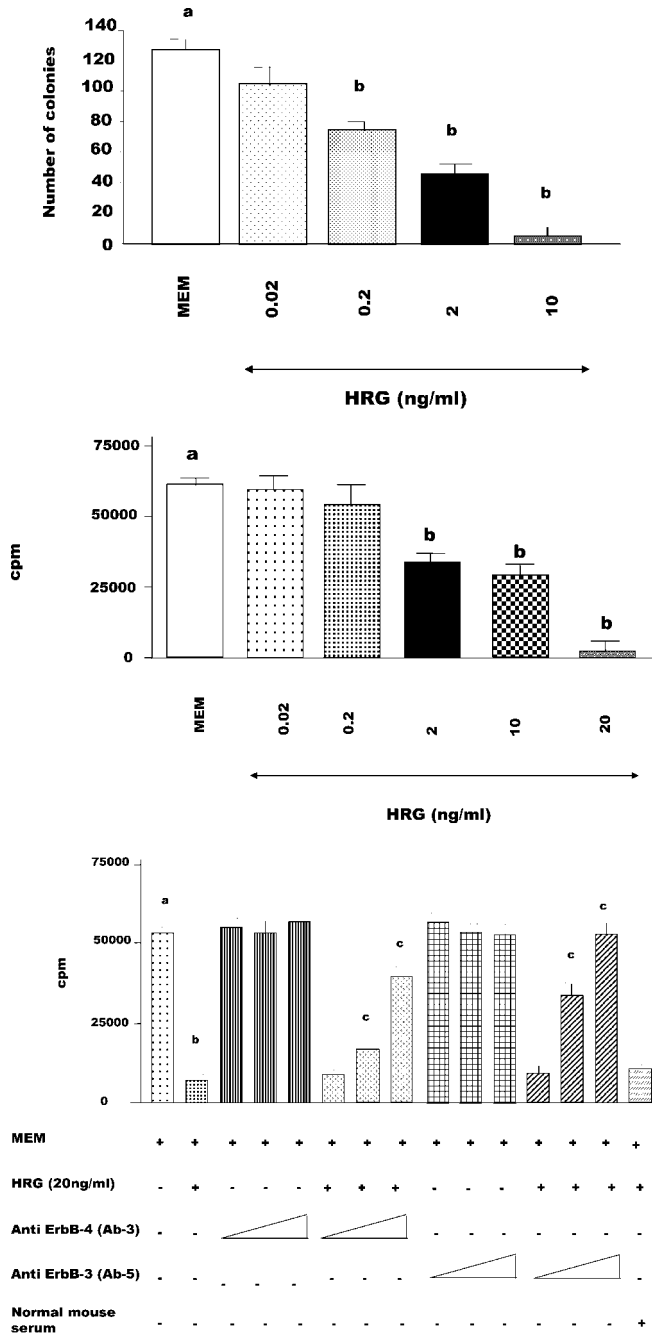 Number of colonies
140
120
100
80
60
40
20
0
a
b
b
b
MEM
0.02
0.2
2
10
HRG (ng/ml)
cpm
75000
50000
25000
0
a
b
b
b
MEM
0.02
0.2
2
10
20
HRG (ng/ml)
cpm
75000
50000
25000
0
a
b
c
c
c
c
MEM + + + + + + + + + + + + + + +
HRG (20ng/ml) - + - - - + + + - - - + + + +
Anti ErbB-4 (Ab-3) - - - - - - - - -
Anti ErbB-3 (Ab-5) - - - - - - - - -
Normal mouse
serum - - - - - - - - - - - - - - +